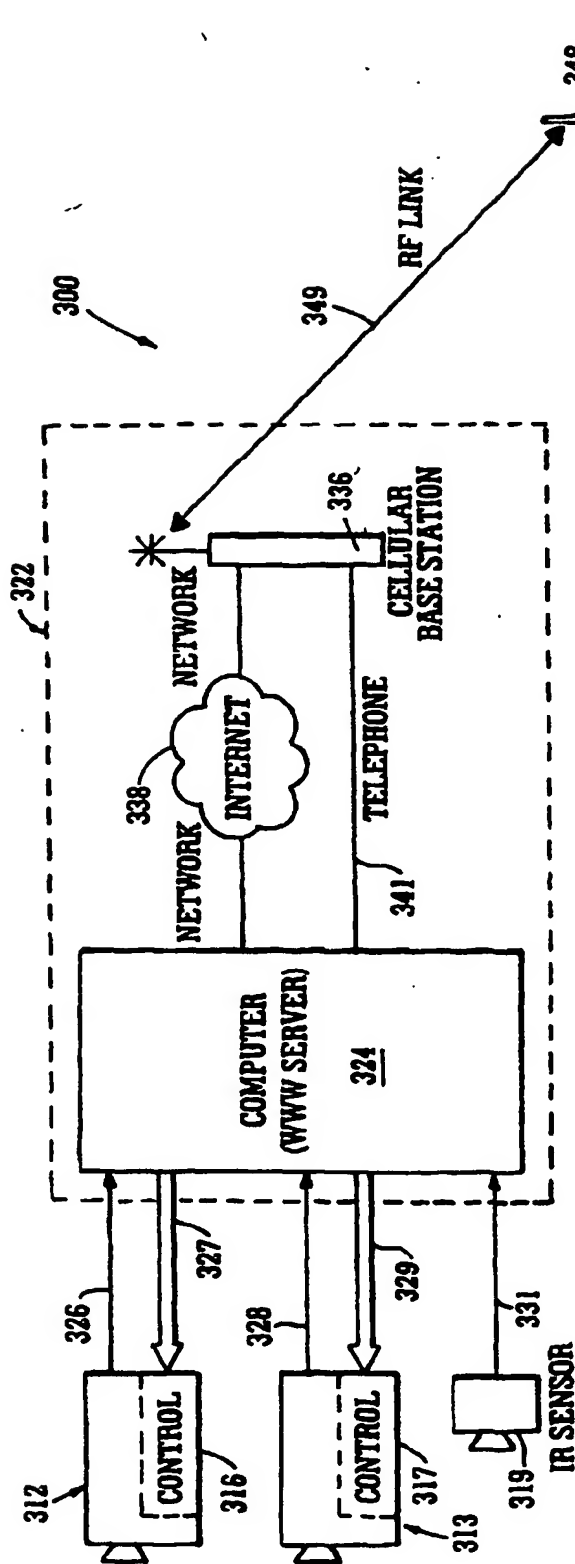 300
322
349
RF LINK
348
336
CELLULAR
BASE STATION
NETWORK
INTERNET
338
NETWORK
TELEPHONE
341
COMPUTER
(WWW SERVER)
324
326
327
328
329
331
312
CONTROL
316
CONTROL
317
313
319
IR SENSOR